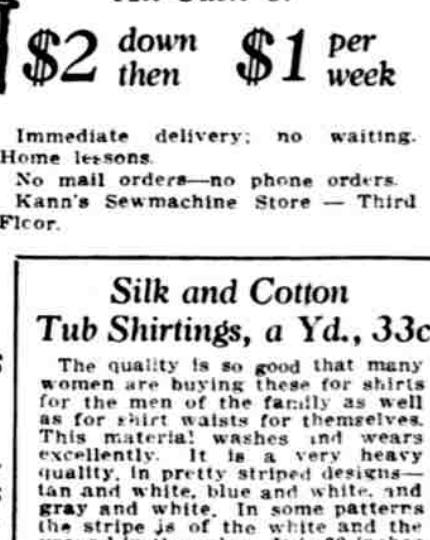 $2 down then $1 per week
Immediate delivery; no waiting.
Home lessons.
No mail orders—no phone orders.
Kann's Sewmachine Store — Third
Floor.
Silk and Cotton
Tub Shirtings, a Yd., 33c
The quality is so good that many
women are buying these for shirts
for the men of the family as well
as for shirt waists for themselves.
This material washes and wears
excellently. It is a very heavy
quality, in pretty striped designs—
tan and white, blue and white, and
gray and white. In some patterns
the stripe is of the white and the